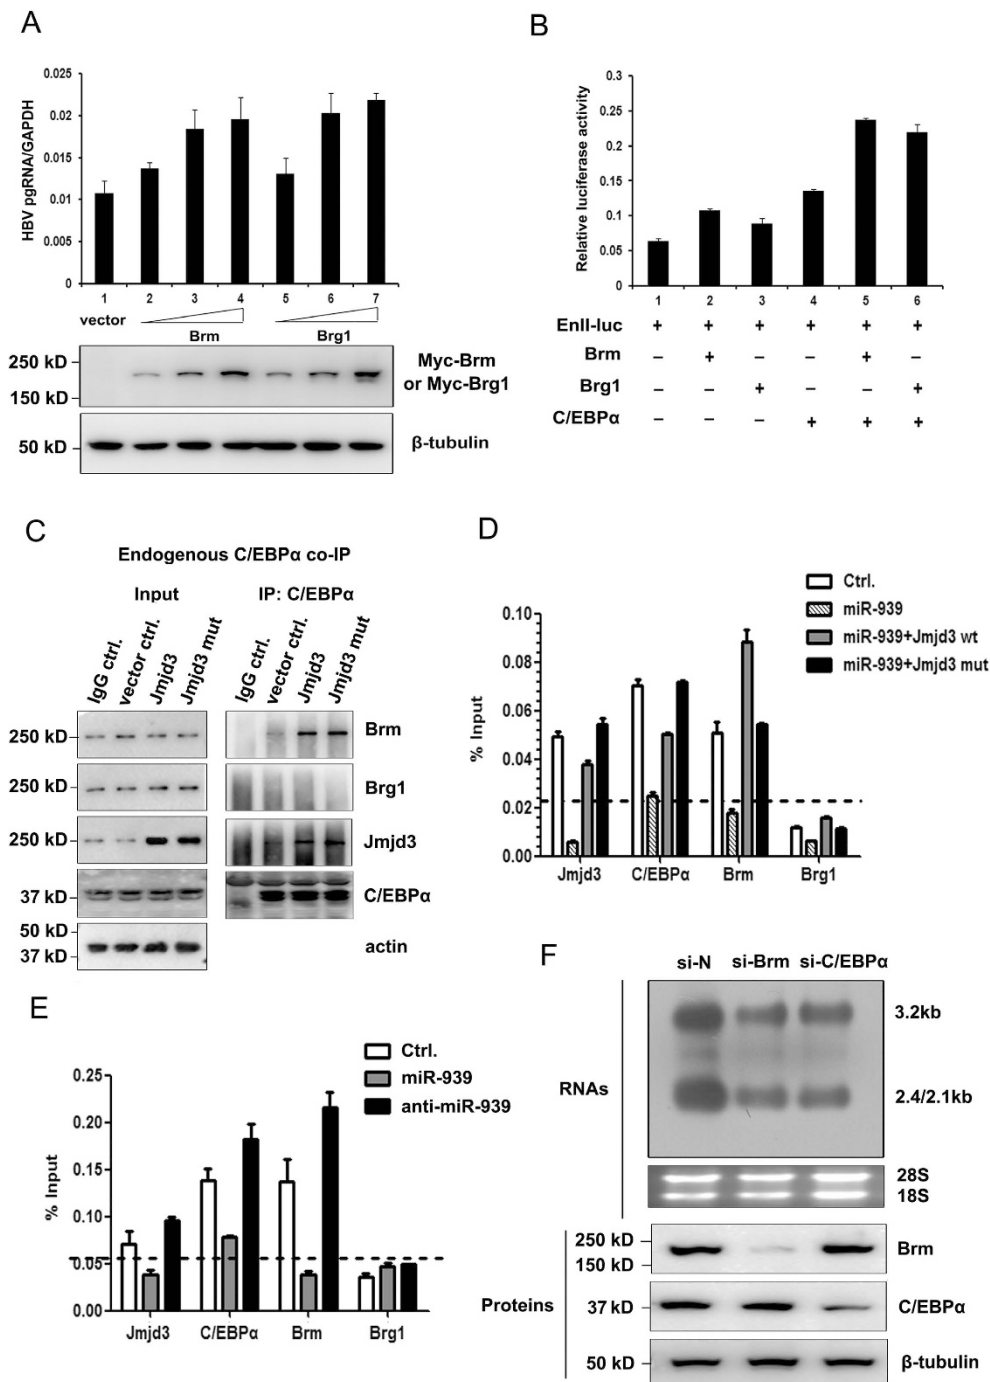 A
HBV pgRNA/GAPDH
0.025
0.02
0.015
0.01
0.005
0
1 2 3 4 5 6 7
vector
Brm Brg1
250 kD
150 kD
Myc-Brm
or Myc-Brg1
50 kD
β-tubulin
B
Relative luciferase activity
0.3
0.25
0.2
0.15
0.1
0.05
0
1 2 3 4 5 6
EnII-luc + + + + + +
Brm – + – – + –
Brg1 – – + – – +
C/EBPα – – – + + +
C
Endogenous C/EBPα co-IP
Input IP: C/EBPα
IgG ctrl. vector ctrl. Jmjd3 Jmjd3 mut IgG ctrl. vector ctrl. Jmjd3 Jmjd3 mut
250 kD Brm
250 kD Brg1
250 kD Jmjd3
37 kD C/EBPα
50 kD
37 kD
actin
D
Ctrl.
miR-939
miR-939+Jmjd3 wt
miR-939+Jmjd3 mut
% Input
0.10
0.08
0.06
0.04
0.02
0.00
Jmjd3 C/EBPα Brm Brg1
E
Ctrl.
miR-939
anti-miR-939
% Input
0.25
0.20
0.15
0.10
0.05
0.00
Jmjd3 C/EBPα Brm Brg1
F
si-N si-Brm si-C/EBPα
RNAs
3.2kb
2.4/2.1kb
28S
18S
Proteins
250 kD
150 kD
Brm
37 kD C/EBPα
50 kD β-tubulin